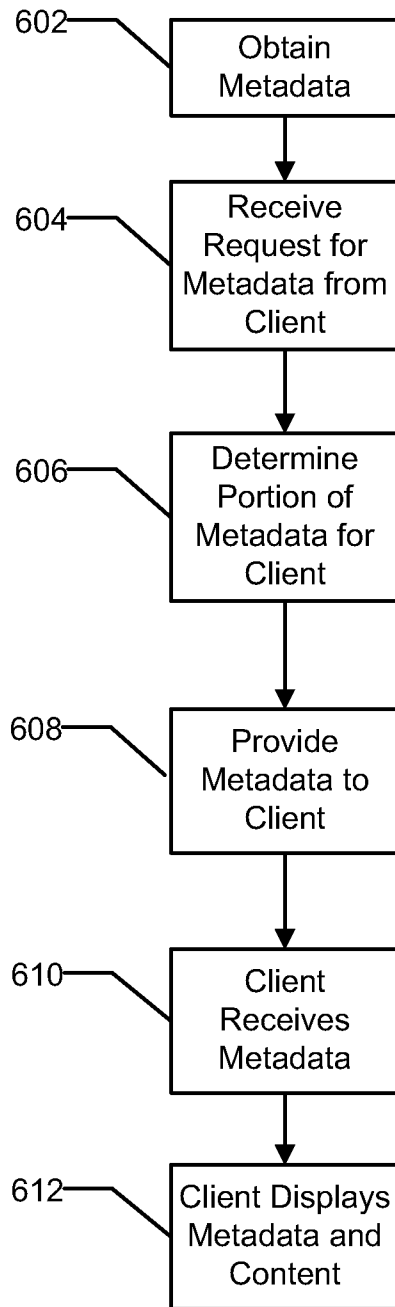 602
Obtain
Metadata
604
Receive
Request for
Metadata from
Client
606
Determine
Portion of
Metadata for
Client
608
Provide
Metadata to
Client
610
Client
Receives
Metadata
612
Client Displays
Metadata and
Content